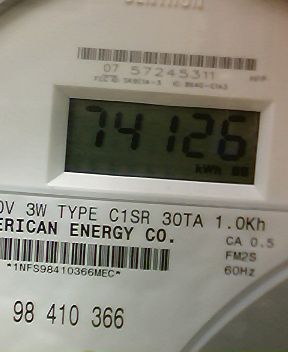 07 57245311
74126
kWh
0V 3W TYPE C1SR 30TA 1.0Kh
ERICAN ENERGY CO.
CA 0.5
FM2S
60Hz
*1NFS98410366MEC*
98 410 366